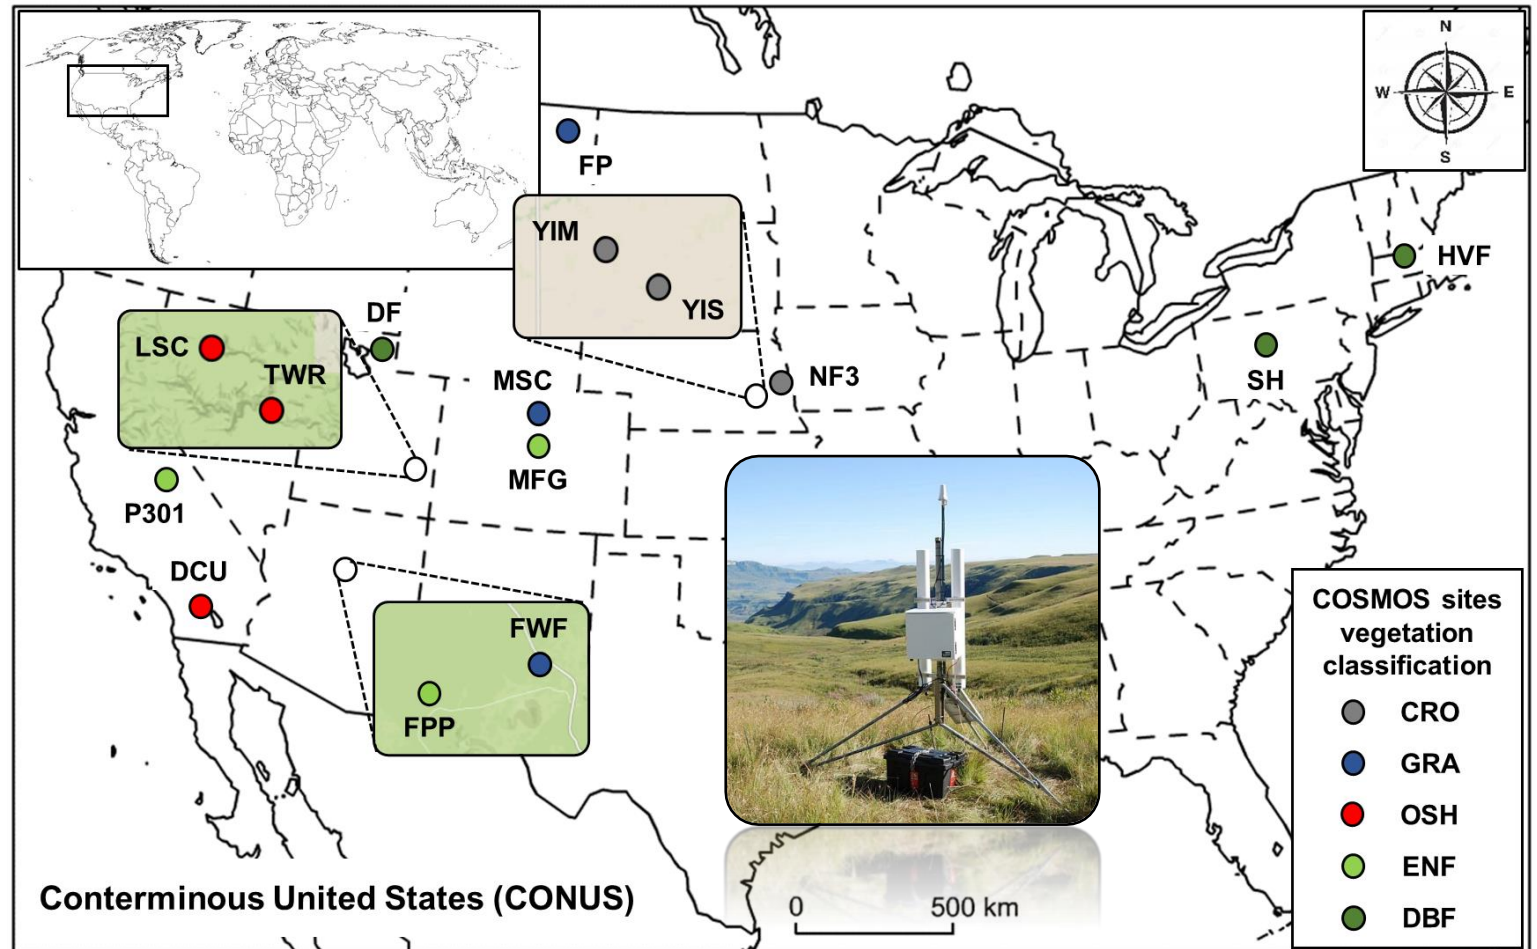 N
W E
S
FP
YIM
YIS
HVF
DF
LSC
TWR
MSC
NF3
SH
MFG
P301
DCU
FWF
FPP
COSMOS sites
vegetation
classification
CRO
GRA
OSH
ENF
DBF
Conterminous United States (CONUS)
0 500 km